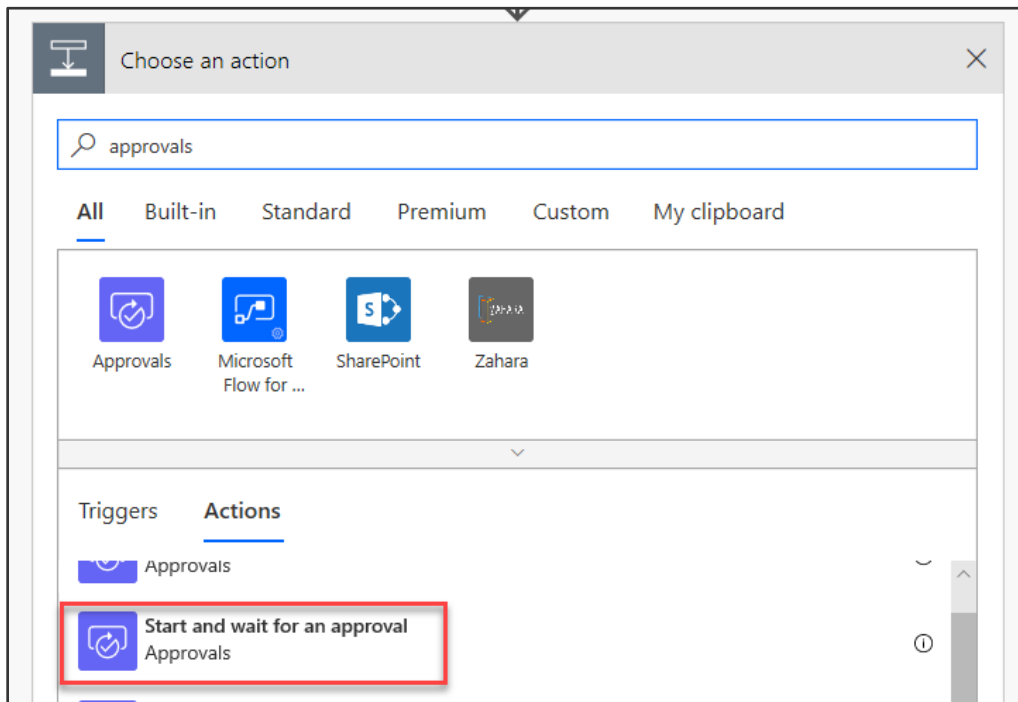 Choose an action
approvals
All Built-in Standard Premium Custom My clipboard
Approvals Microsoft Flow for ... SharePoint Zahara
ZAHARA
Triggers Actions
Approvals
Start and wait for an approval
Approvals